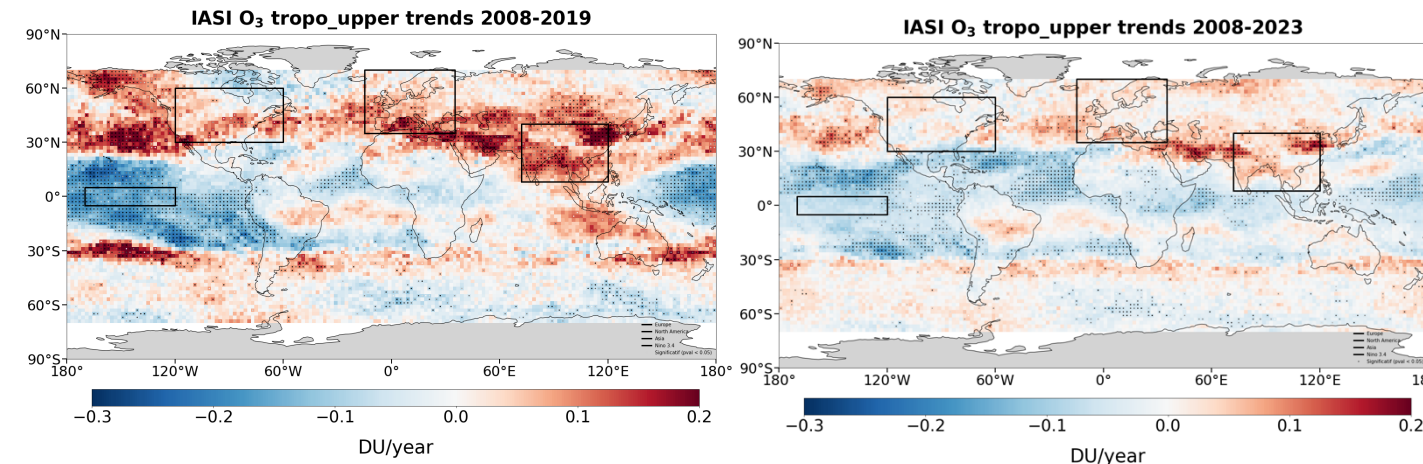 IASI O₃ tropo_upper trends 2008-2019
90°N
60°N
30°N
0°
30°S
60°S
90°S
180°
120°W
60°W
0°
60°E
120°E
180°
Europe
North America
Asia
Nino 3.4
Significatif (pval < 0.05)
−0.3
−0.2
−0.1
0.0
0.1
0.2
DU/year
IASI O₃ tropo_upper trends 2008-2023
90°N
60°N
30°N
0°
30°S
60°S
90°S
180°
120°W
60°W
0°
60°E
120°E
18
Europe
North America
Asia
Nino 3.4
Significatif (pval < 0.05)
−0.3
−0.2
−0.1
0.0
0.1
0.2
DU/year